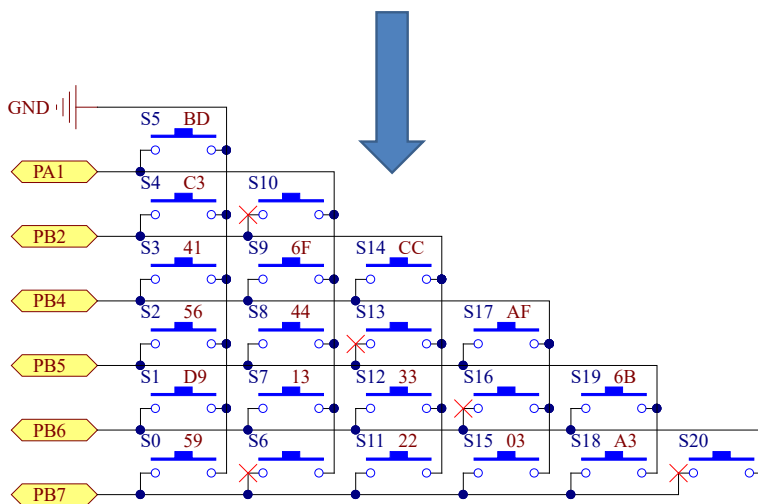 S5 BD
GND
PA1
S4 C3 S10
PB2
S3 41 S9 6F S14 CC
PB4
S2 56 S8 44 S13 S17 AF
PB5
S1 D9 S7 13 S12 33 S16 S19 6B
PB6
S0 59 S6 S11 22 S15 03 S18 A3 S20
PB7